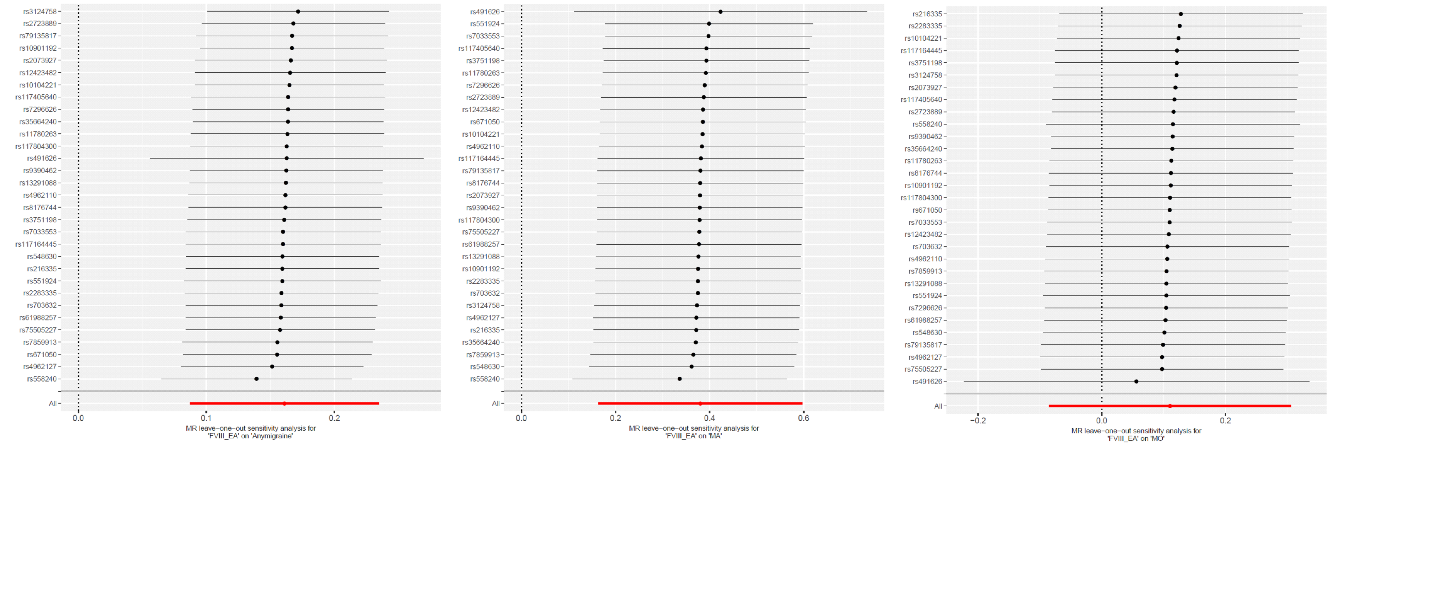 rs3124758
rs2723889
rs79135817
rs10901192
rs2073927
rs12423482
rs10104221
rs117405640
rs7296626
rs35664240
rs11780263
rs117804300
rs491626
rs9390462
rs13291088
rs4962110
rs8176744
rs3751198
rs7033553
rs117164445
rs548630
rs216335
rs551924
rs2283335
rs703632
rs61988257
rs75505227
rs7859913
rs671050
rs4962127
rs558240
All
0.0 0.1 0.2
MR leave-one-out sensitivity analysis for
'FVIII_EA' on 'Anymigraine'
rs491626
rs551924
rs7033553
rs117405640
rs3751198
rs11780263
rs7296626
rs2723889
rs12423482
rs671050
rs10104221
rs4962110
rs117164445
rs79135817
rs8176744
rs2073927
rs9390462
rs117804300
rs75505227
rs61988257
rs13291088
rs10901192
rs2283335
rs703632
rs3124758
rs4962127
rs216335
rs35664240
rs7859913
rs548630
rs558240
All
0.0 0.2 0.4 0.6
MR leave-one-out sensitivity analysis for
'FVIII_EA' on 'MA'
rs216335
rs2283335
rs10104221
rs117164445
rs3751198
rs3124758
rs2073927
rs117405640
rs2723889
rs558240
rs9390462
rs35664240
rs11780263
rs8176744
rs10901192
rs117804300
rs671050
rs7033553
rs12423482
rs703632
rs4962110
rs7859913
rs13291088
rs551924
rs7296626
rs61988257
rs548630
rs79135817
rs4962127
rs75505227
rs491626
All
−0.2 0.0 0.2
MR leave-one-out sensitivity analysis for
'FVIII_EA' on 'MO'